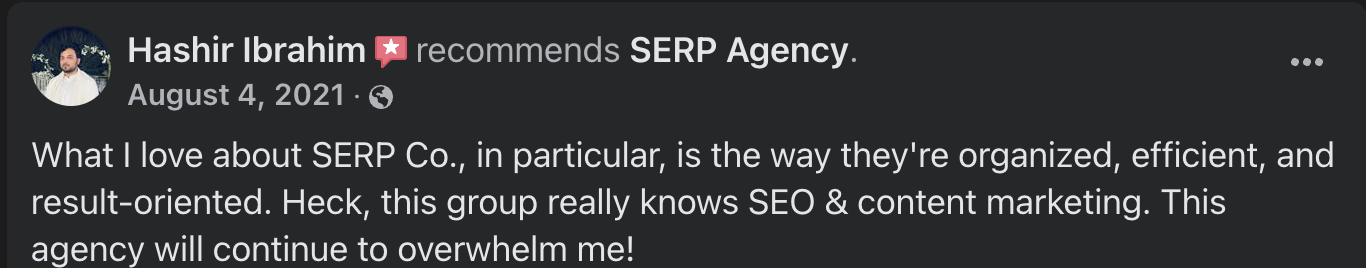 Hashir Ibrahim recommends SERP Agency.
August 4, 2021 ·
What I love about SERP Co., in particular, is the way they're organized, efficient, and
result-oriented. Heck, this group really knows SEO & content marketing. This
agency will continue to overwhelm me!